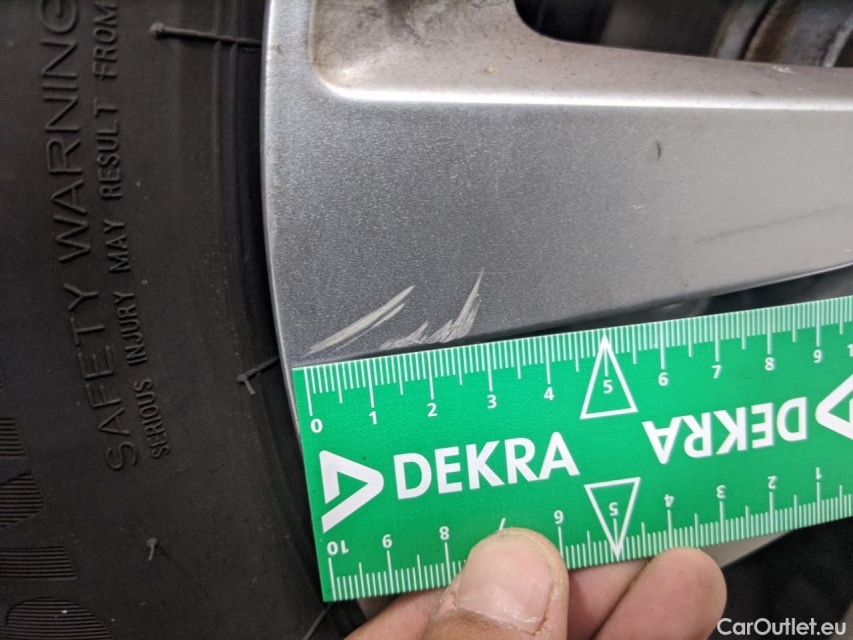 SAFETY WARNING
SERIOUS INJURY MAY RESULT FROM
0 1 2 3 4 5 6 7 8 9 1
DEKRA
DEKRA
10 9 8 7 6 5 4 3 2 1
CarOutlet.eu